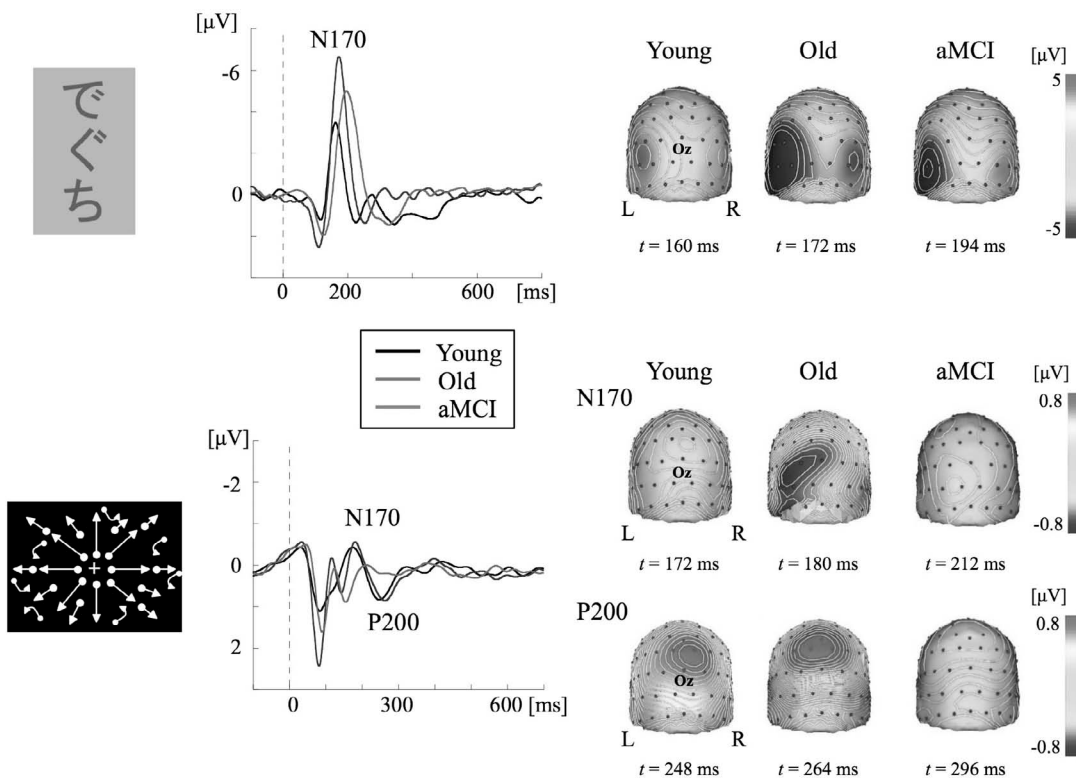 でぐち
[μV]
N170
-6
0
0
200
600
[ms]
Young
Old
aMCI
[μV]
5
-5
Oz
L
R
t = 160 ms
t = 172 ms
t = 194 ms
Young
Old
aMCI
[μV]
-2
0
2
N170
P200
0
300
600
[ms]
N170
Young
Old
aMCI
[μV]
0.8
-0.8
Oz
L
R
t = 172 ms
t = 180 ms
t = 212 ms
P200
[μV]
0.8
-0.8
Oz
L
R
t = 248 ms
t = 264 ms
t = 296 ms